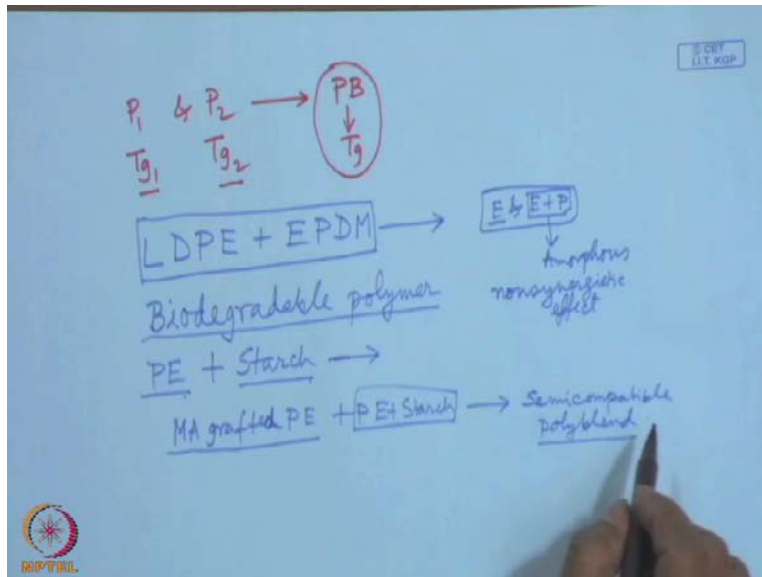 © CET
I.I.T. KGP
P₁ & P₂ → PB
↓
Tg₁ Tg₂ Tg
LDPE + EPDM → E & E+P
↓
Amorphous
nonsynergistic
effect
Biodegradable polymer
PE + Starch →
MA grafted PE + PE+Starch → Semicompatible
polyblend
NPTEL